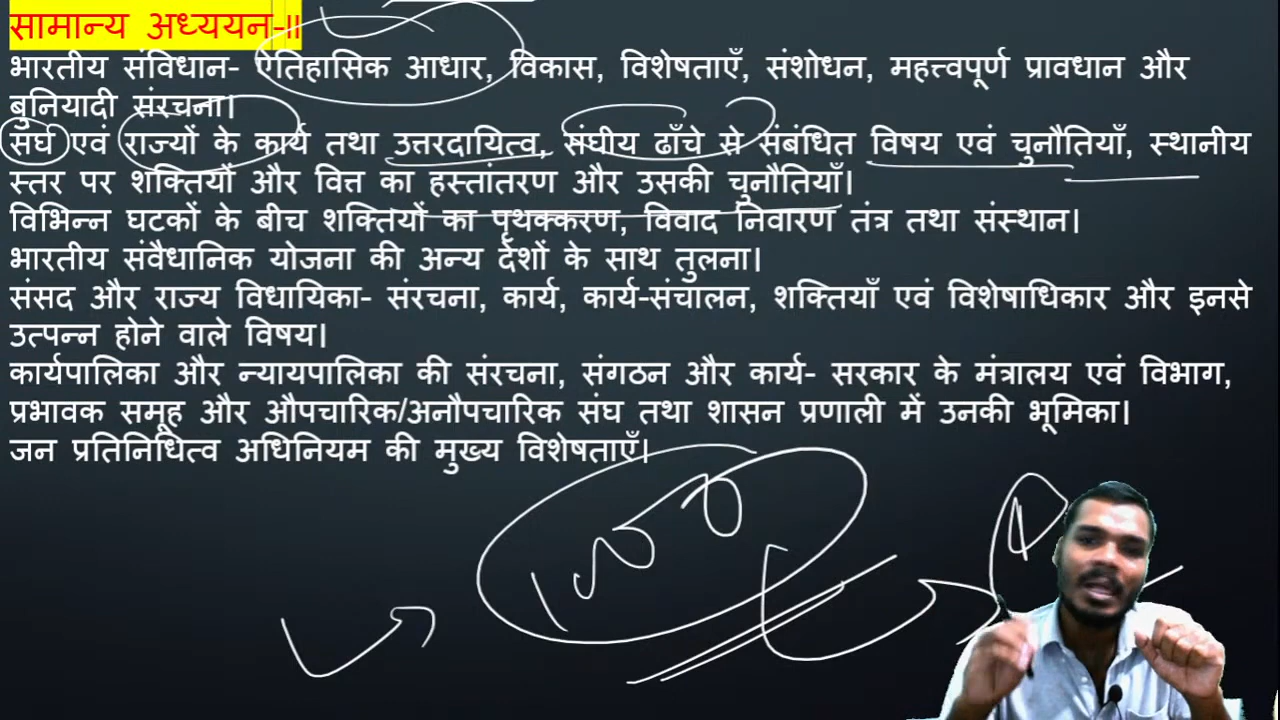 सामान्य अध्ययन-II
भारतीय संविधान- ऐतिहासिक आधार, विकास, विशेषताएँ, संशोधन, महत्त्वपूर्ण प्रावधान और
बुनियादी संरचना।
संघ एवं राज्यों के कार्य तथा उत्तरदायित्व, संघीय ढाँचे से संबंधित विषय एवं चुनौतियाँ, स्थानीय
स्तर पर शक्तियों और वित्त का हस्तांतरण और उसकी चुनौतियाँ।
विभिन्न घटकों के बीच शक्तियों का पृथक्करण, विवाद निवारण तंत्र तथा संस्थान।
भारतीय संवैधानिक योजना की अन्य देशों के साथ तुलना।
संसद और राज्य विधायिका- संरचना, कार्य, कार्य-संचालन, शक्तियाँ एवं विशेषाधिकार और इनसे
उत्पन्न होने वाले विषय।
कार्यपालिका और न्यायपालिका की संरचना, संगठन और कार्य- सरकार के मंत्रालय एवं विभाग,
प्रभावक समूह और औपचारिक/अनौपचारिक संघ तथा शासन प्रणाली में उनकी भूमिका।
जन प्रतिनिधित्व अधिनियम की मुख्य विशेषताएँ।